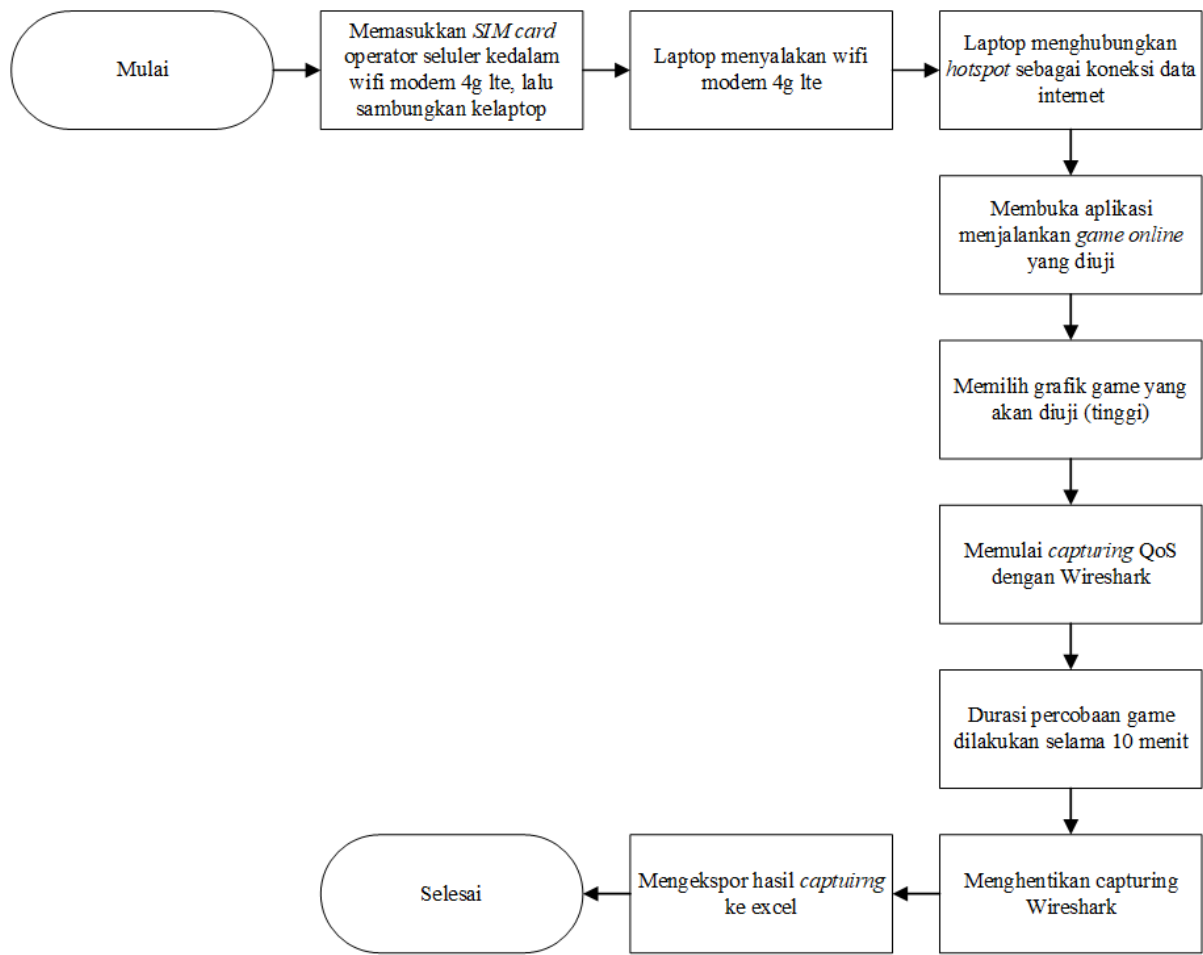 Mulai
Memasukkan SIM card
operator seluler kedalam
wifi modem 4g lte, lalu
sambungkan kelaptop
Laptop menyalakan wifi
modem 4g lte
Laptop menghubungkan
hotspot sebagai koneksi data
internet
Membuka aplikasi
menjalankan game online
yang diuji
Memilih grafik game yang
akan diuji (tinggi)
Memulai capturing QoS
dengan Wireshark
Durasi percobaan game
dilakukan selama 10 menit
Menghentikan capturing
Wireshark
Mengekspor hasil captuirng
ke excel
Selesai